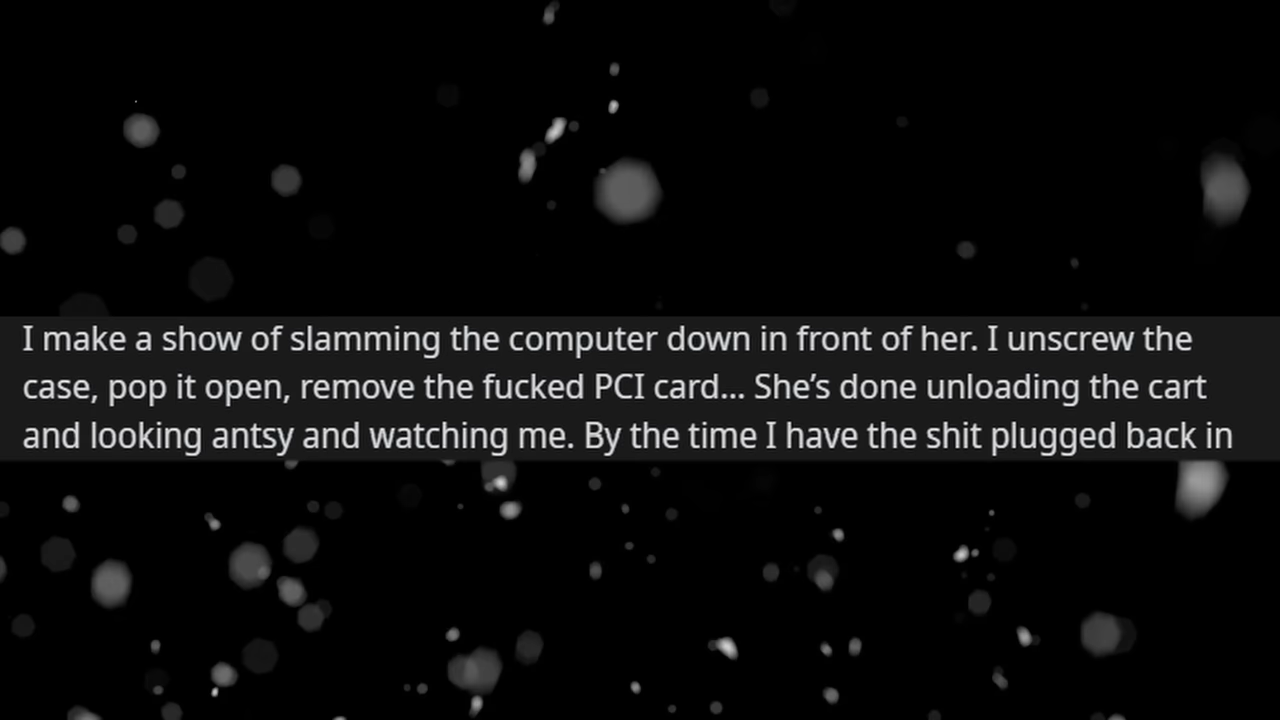 I make a show of slamming the computer down in front of her. I unscrew the
case, pop it open, remove the fucked PCI card... She’s done unloading the cart
and looking antsy and watching me. By the time I have the shit plugged back in